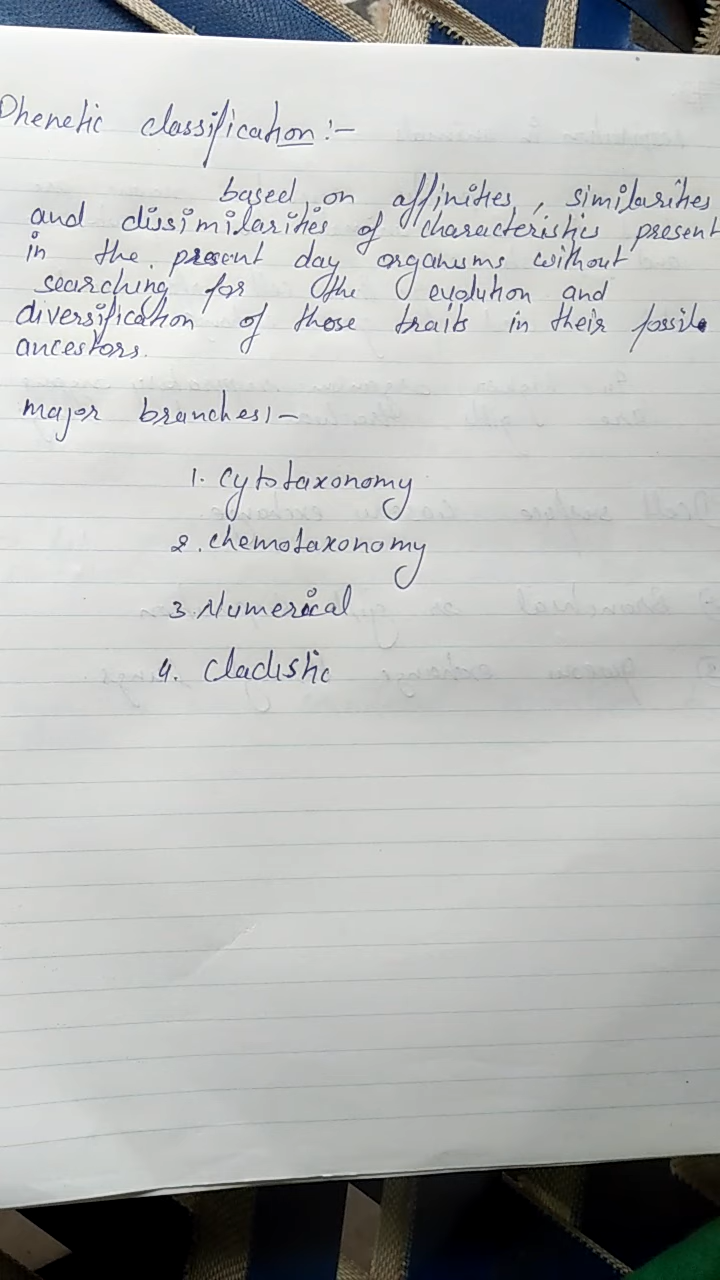 Phenetic classification :-
based on affinities, similarities
and dissimilarities of characteristics present
in the present day organisms without
searching for the evolution and
diversification of those traits in their fossil
ancestors.
major branches:-
1. Cytotaxonomy
2. chemotaxonomy
3. Numerical
4. Cladistic